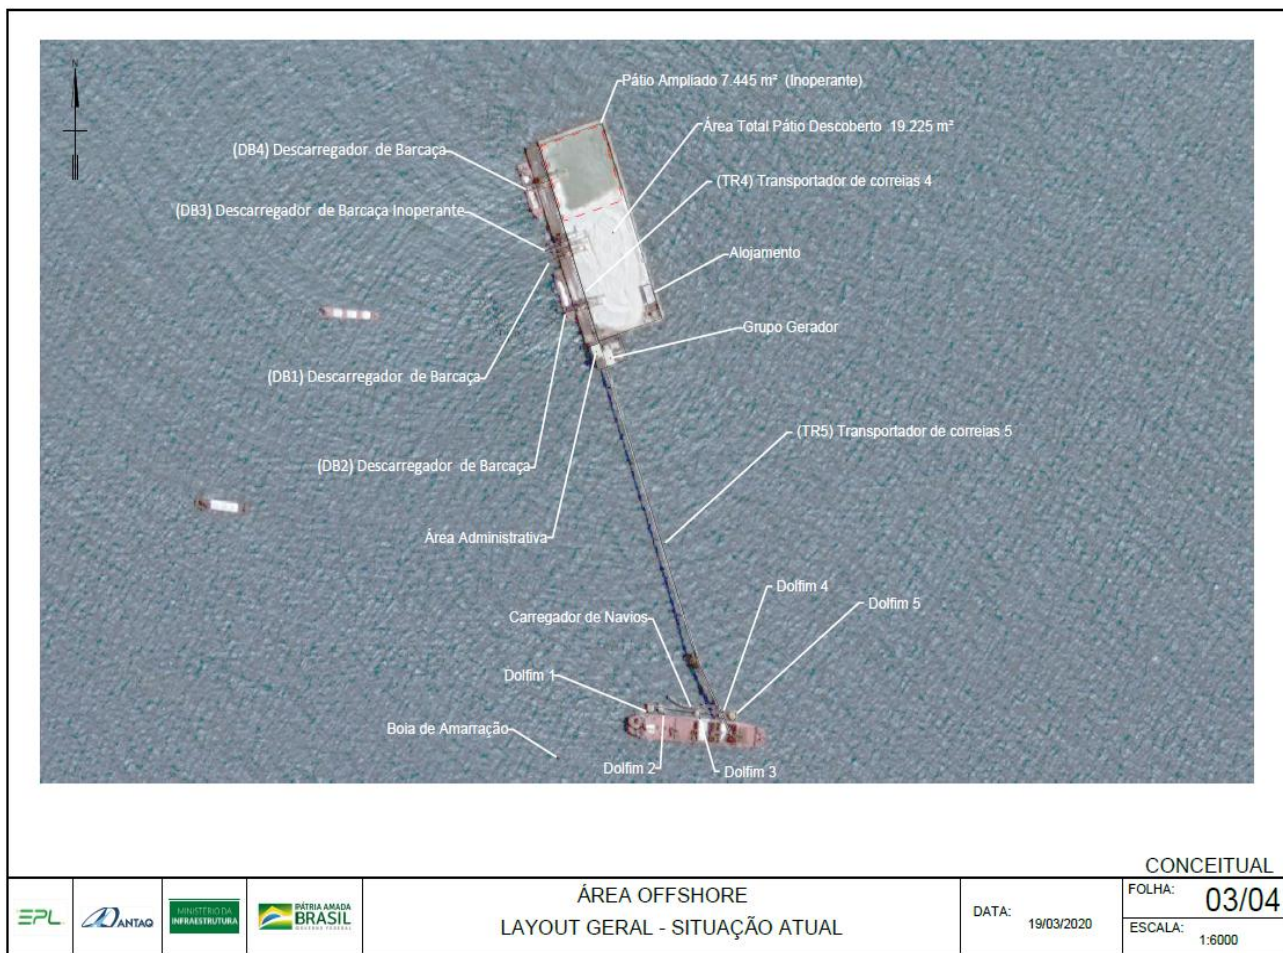 N
Pátio Ampliado 7.445 m² (Inoperante)
Área Total Pátio Descoberto 19.225 m²
(DB4) Descarregador de Barcaça
(TR4) Transportador de correias 4
(DB3) Descarregador de Barcaça Inoperante
Alojamento
Grupo Gerador
(DB1) Descarregador de Barcaça
(TR5) Transportador de correias 5
(DB2) Descarregador de Barcaça
Área Administrativa
Dolfim 4
Dolfim 5
Carregador de Navios
Dolfim 1
Boia de Amarração
Dolfim 2
Dolfim 3
CONCEITUAL
EPL
ANTAQ
MINISTÉRIO DA
INFRAESTRUTURA
PÁTRIA AMADA
BRASIL
GOVERNO FEDERAL
ÁREA OFFSHORE
LAYOUT GERAL - SITUAÇÃO ATUAL
DATA:
19/03/2020
FOLHA:
03/04
ESCALA:
1:6000